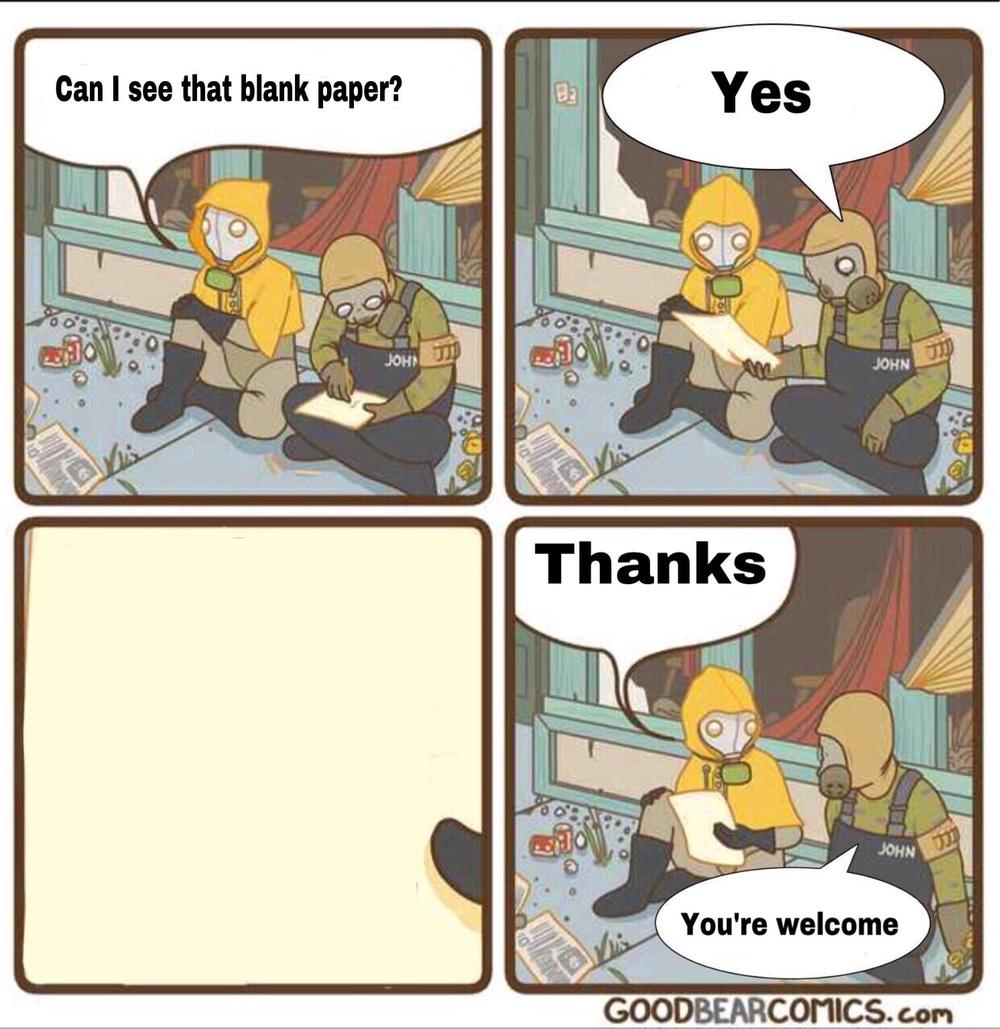 Can I see that blank paper?
Yes
JOHN
JOHN
Thanks
JOHN
You're welcome
GOODBEARCOMICS.com